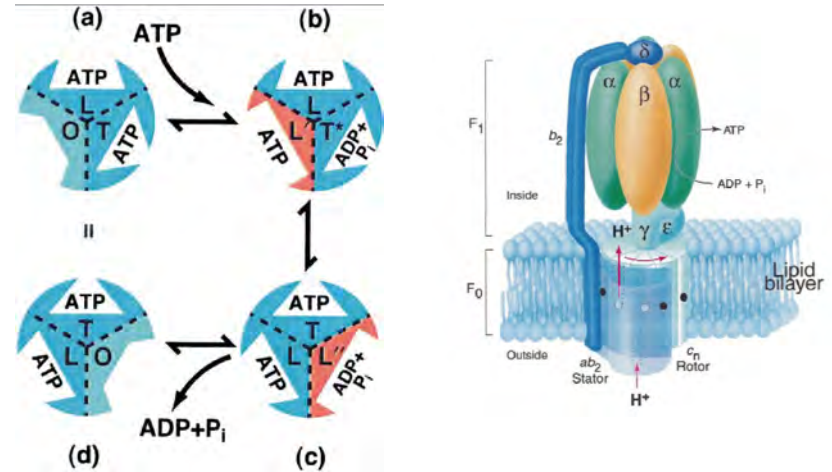 (a)
ATP
(b)
ATP
L
O T
ATP
ATP
L
L' T*
ATP
ADP+
Pi
=
ATP
T
L O
ATP
ATP
T
L L''
ATP
ADP+
Pi
ADP+Pi
(d)
(c)
δ
α
β
α
F1
b2
ATP
ADP + Pi
Inside
H+
γ
ε
F0
Lipid
bilayer
Outside
ab2
Stator
cn
Rotor
H+